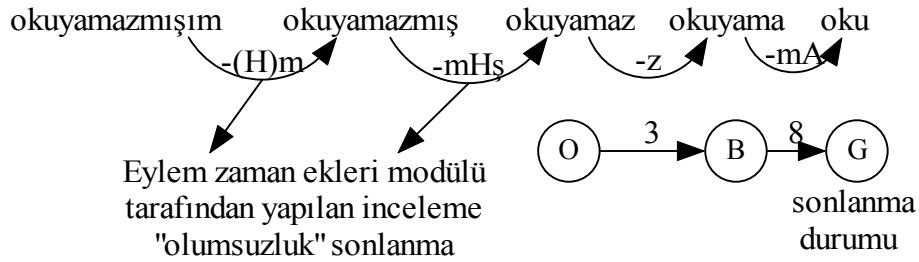 okuyamazmışım okuyamazmış okuyamaz okuyama oku
-(H)m -mHş -z -mA
O 3 B 8 G
Eylem zaman ekleri modülü
tarafından yapılan inceleme
"olumsuzluk" sonlanma
sonlanma
durumu